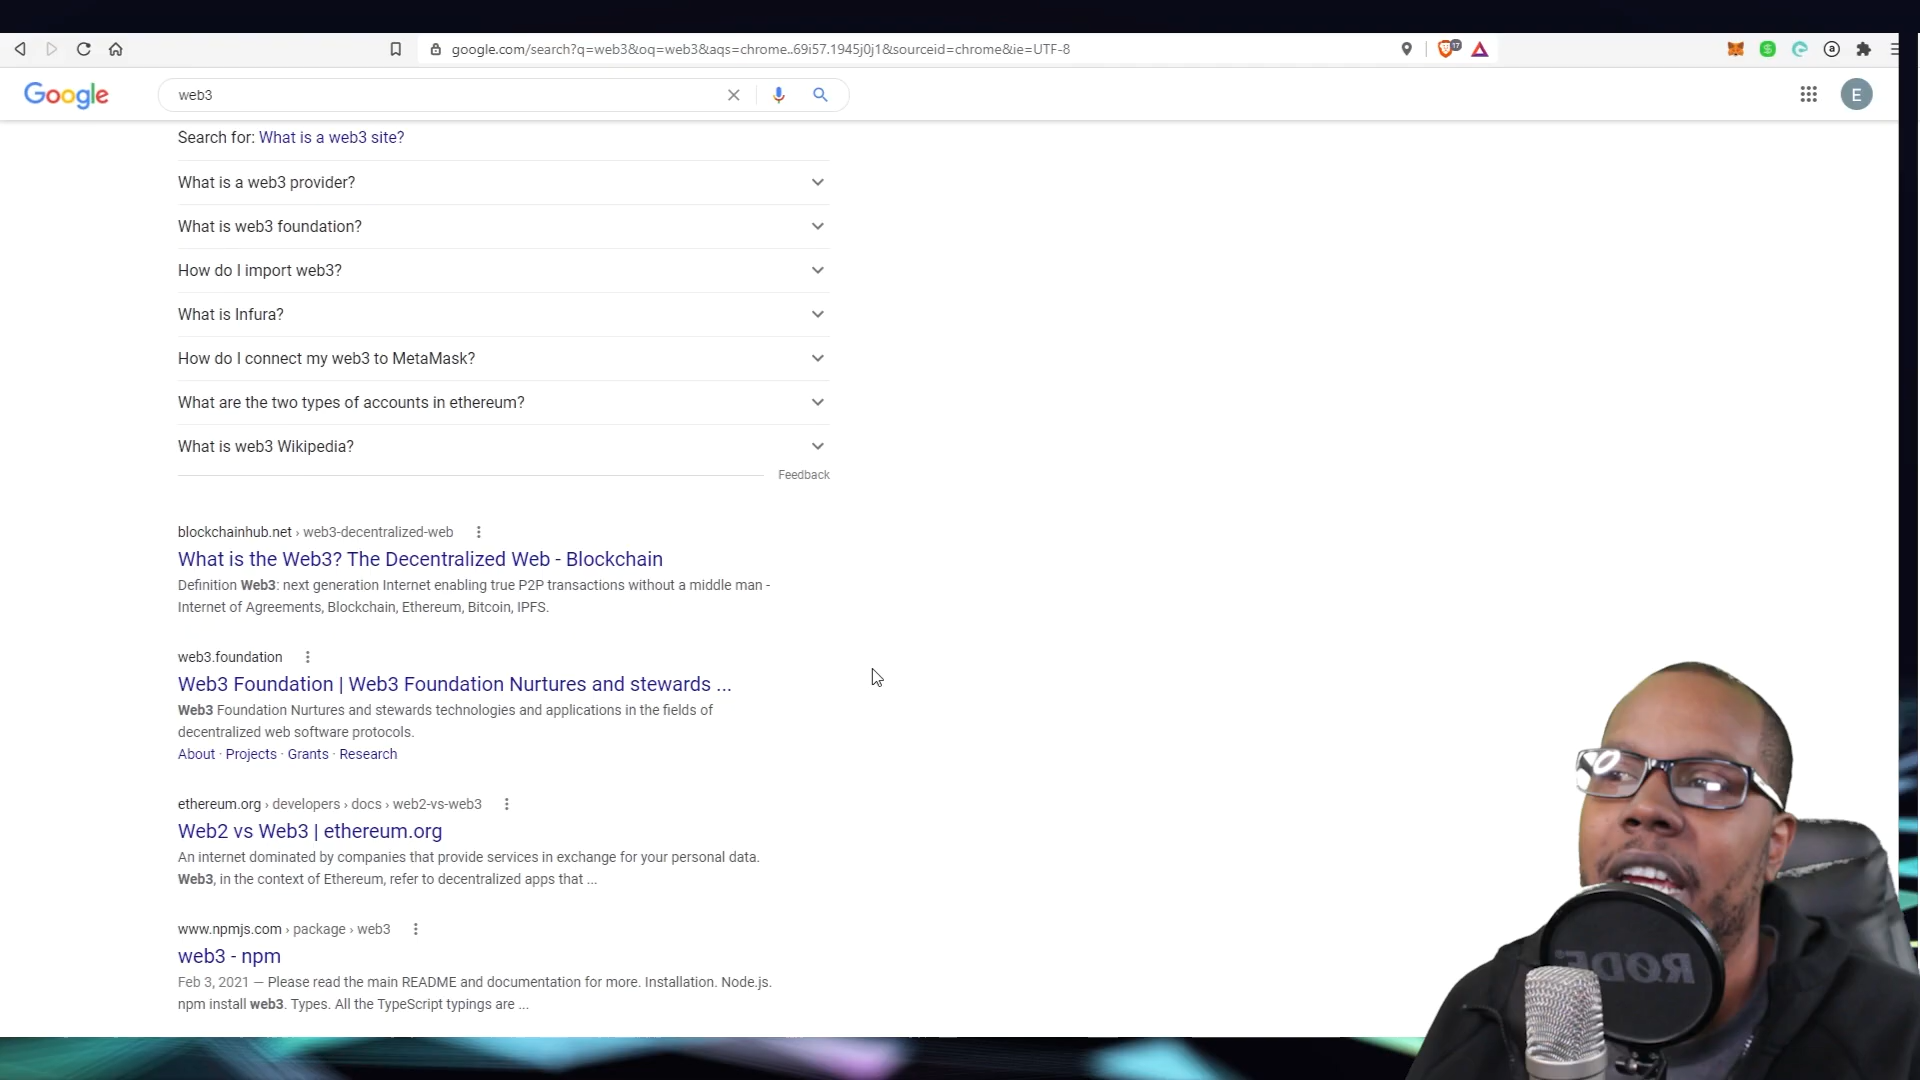 google.com/search?q=web3&oq=web3&aqs=chrome..69i57.1945j0j1&sourceid=chrome&ie=UTF-8
17
Google
web3
E
Search for: What is a web3 site?
What is a web3 provider?
What is web3 foundation?
How do I import web3?
What is Infura?
How do I connect my web3 to MetaMask?
What are the two types of accounts in ethereum?
What is web3 Wikipedia?
Feedback
blockchainhub.net › web3-decentralized-web
What is the Web3? The Decentralized Web - Blockchain
Definition Web3: next generation Internet enabling true P2P transactions without a middle man -
Internet of Agreements, Blockchain, Ethereum, Bitcoin, IPFS.
web3.foundation
Web3 Foundation | Web3 Foundation Nurtures and stewards ...
Web3 Foundation Nurtures and stewards technologies and applications in the fields of
decentralized web software protocols.
About · Projects · Grants · Research
ethereum.org › developers › docs › web2-vs-web3
Web2 vs Web3 | ethereum.org
An internet dominated by companies that provide services in exchange for your personal data.
Web3, in the context of Ethereum, refer to decentralized apps that ...
www.npmjs.com › package › web3
web3 - npm
Feb 3, 2021 — Please read the main README and documentation for more. Installation. Node.js.
npm install web3. Types. All the TypeScript typings are ...
RØDE